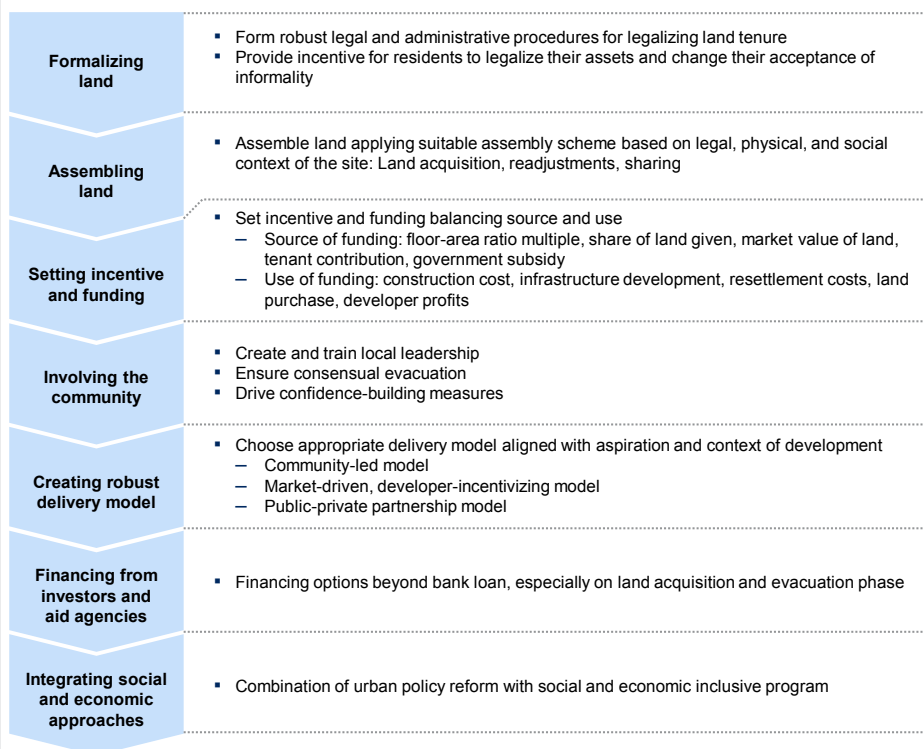 Formalizing
land
▪ Form robust legal and administrative procedures for legalizing land tenure
▪ Provide incentive for residents to legalize their assets and change their acceptance of
informality
Assembling
land
▪ Assemble land applying suitable assembly scheme based on legal, physical, and social
context of the site: Land acquisition, readjustments, sharing
Setting incentive
and funding
▪ Set incentive and funding balancing source and use
– Source of funding: floor-area ratio multiple, share of land given, market value of land,
tenant contribution, government subsidy
– Use of funding: construction cost, infrastructure development, resettlement costs, land
purchase, developer profits
Involving the
community
▪ Create and train local leadership
▪ Ensure consensual evacuation
▪ Drive confidence-building measures
Creating robust
delivery model
▪ Choose appropriate delivery model aligned with aspiration and context of development
– Community-led model
– Market-driven, developer-incentivizing model
– Public-private partnership model
Financing from
investors and
aid agencies
▪ Financing options beyond bank loan, especially on land acquisition and evacuation phase
Integrating social
and economic
approaches
▪ Combination of urban policy reform with social and economic inclusive program